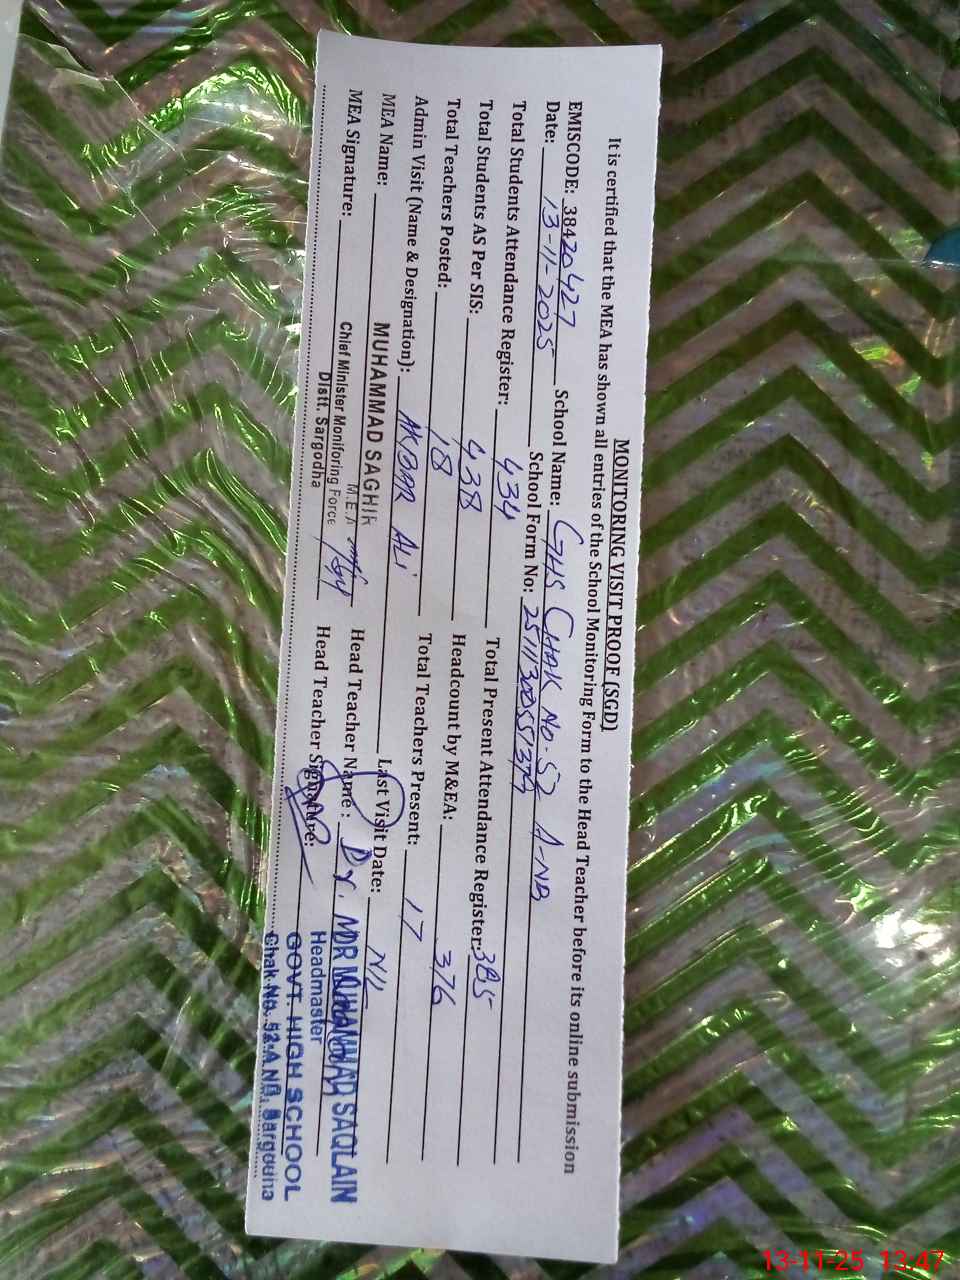 MONITORING VISIT PROOF (SGD)
It is certified that the MEA has shown all entries of the School Monitoring Form to the Head Teacher before its online submission
EMISCODE: 38420427 School Name: GHS CHAK NO. 52 A-NB
Date: 13-11-2025 School Form No:
Total Students Attendance Register: 434 Total Present Attendance Register: 385
Total Students AS Per SIS: 438 Headcount by M&EA: 376
Total Teachers Posted: 18 Total Teachers Present: 17
Admin Visit (Name & Designation): AKBAR ALI Last Visit Date: NIL
MEA Name: MUHAMMAD SAGHIR Head Teacher Name: Dr. MUHAMMAD SAQLAIN
M.E.A
MEA Signature: Chief Minister Monitoring Force Head Teacher Signature: Headmaster
Distt. Sargodha GOVT. HIGH SCHOOL
Chak No. 52-A NB, Sargodha
13-11-25 13:47